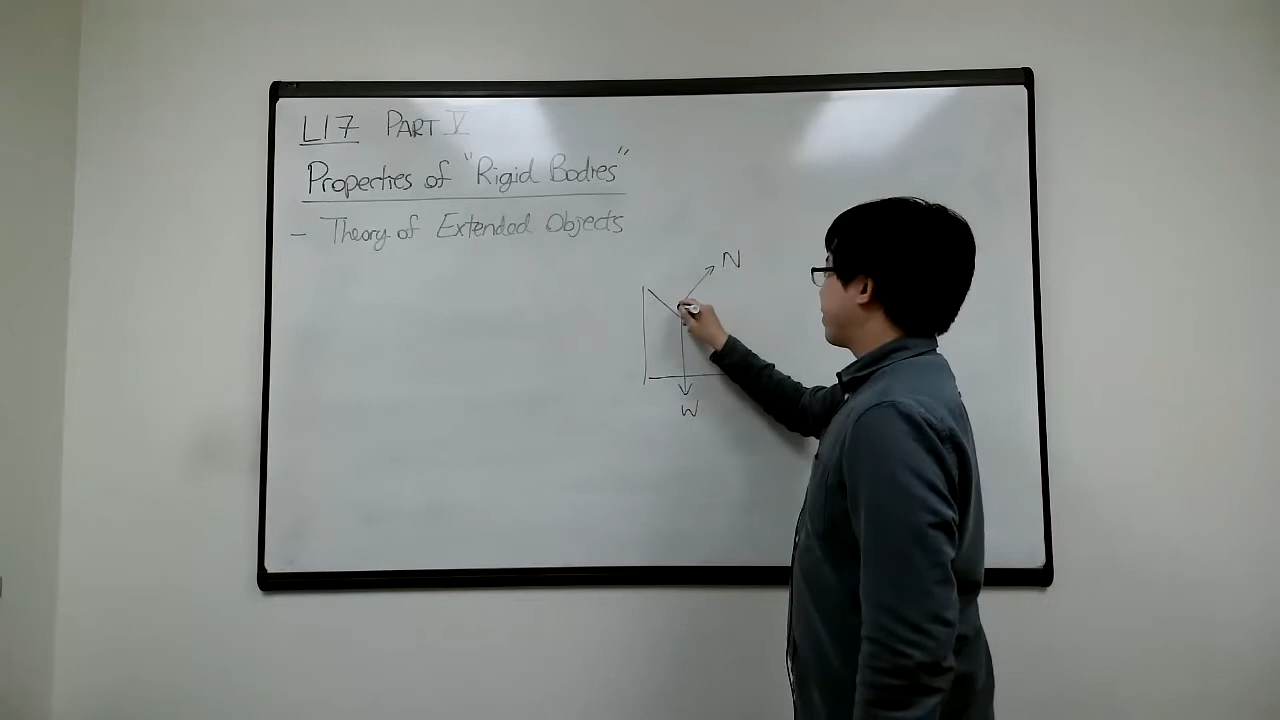 L17 PART V
Properties of "Rigid Bodies"
- Theory of Extended Objects
N
W